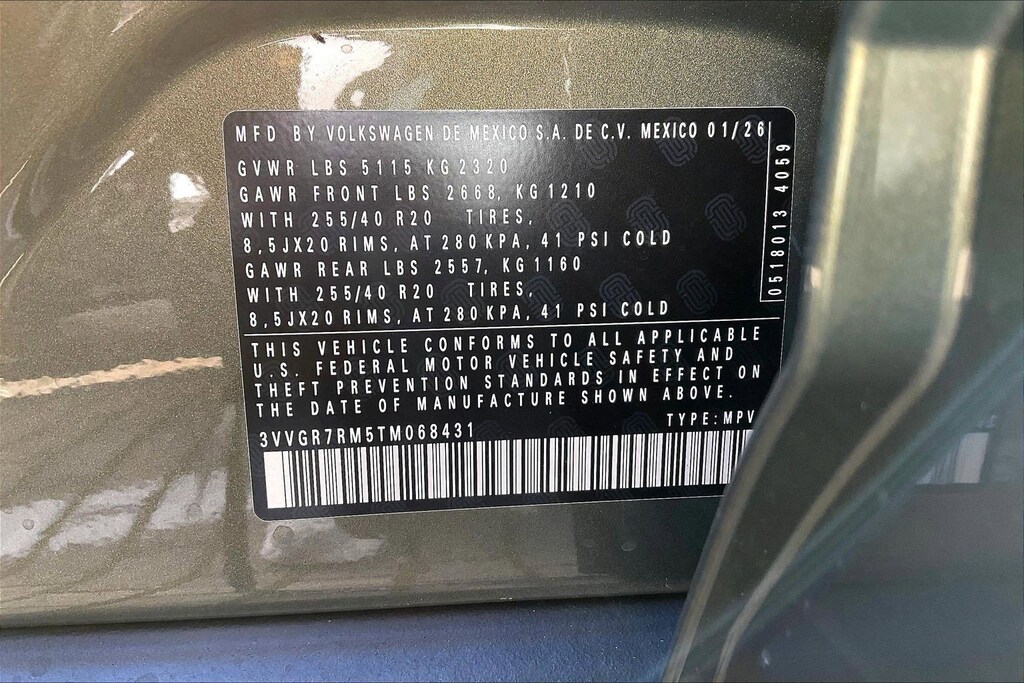 MFD BY VOLKSWAGEN DE MEXICO S.A. DE C.V. MEXICO 01/26
GVWR LBS 5115 KG 2320
GAWR FRONT LBS 2668, KG 1210
WITH 255/40 R20 TIRES,
8,5JX20 RIMS, AT 280 KPA, 41 PSI COLD
GAWR REAR LBS 2557, KG 1160
WITH 255/40 R20 TIRES,
8,5JX20 RIMS, AT 280 KPA, 41 PSI COLD
0518013 4059
THIS VEHICLE CONFORMS TO ALL APPLICABLE
U.S. FEDERAL MOTOR VEHICLE SAFETY AND
THEFT PREVENTION STANDARDS IN EFFECT ON
THE DATE OF MANUFACTURE SHOWN ABOVE.
TYPE: MPV
3VVGR7RM5TM068431